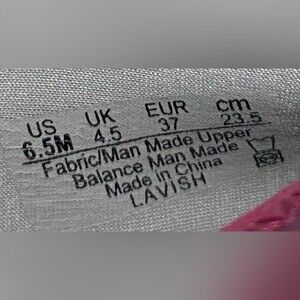 US UK EUR cm
6.5M 4.5 37 23.5
Fabric/Man Made Upper
Balance Man Made
Made in China
LAVISH